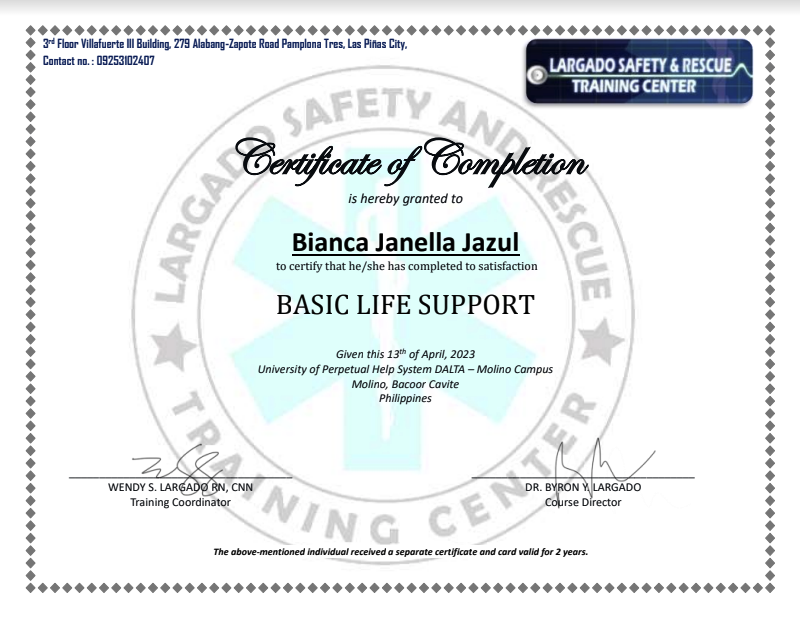 3rd Floor Villafuerte III Building, 279 Alabang-Zapote Road Pamplona Tres, Las Piñas City,
Contact no. : 09253102407
LARGADO SAFETY & RESCUE
TRAINING CENTER
LARGADO SAFETY AND RESCUE
TRAINING CENTER
Certificate of Completion
is hereby granted to
Bianca Janella Jazul
to certify that he/she has completed to satisfaction
BASIC LIFE SUPPORT
Given this 13th of April, 2023
University of Perpetual Help System DALTA – Molino Campus
Molino, Bacoor Cavite
Philippines
WENDY S. LARGADO RN, CNN
Training Coordinator
DR. BYRON Y. LARGADO
Course Director
The above-mentioned individual received a separate certificate and card valid for 2 years.